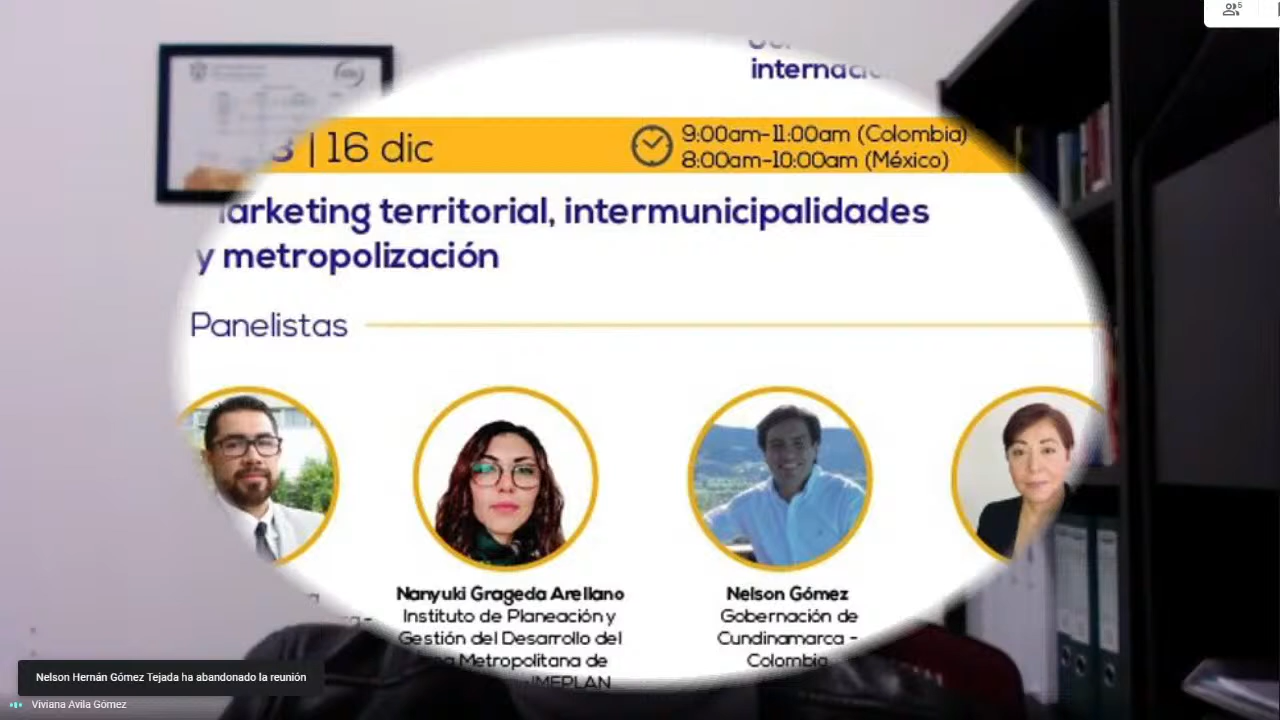 5
internac
| 16 dic
9:00am-11:00am (Colombia)
8:00am-10:00am (México)
arketing territorial, intermunicipalidades
y metropolización
Panelistas
Nanyuki Grageda Arellano
Instituto de Planeación y
Gestión del Desarrollo del
Metropolitana de
IMEPLAN
Nelson Gómez
Gobernación de
Cundinamarca -
Colombia
Nelson Hernán Gómez Tejada ha abandonado la reunión
Viviana Avila Gómez